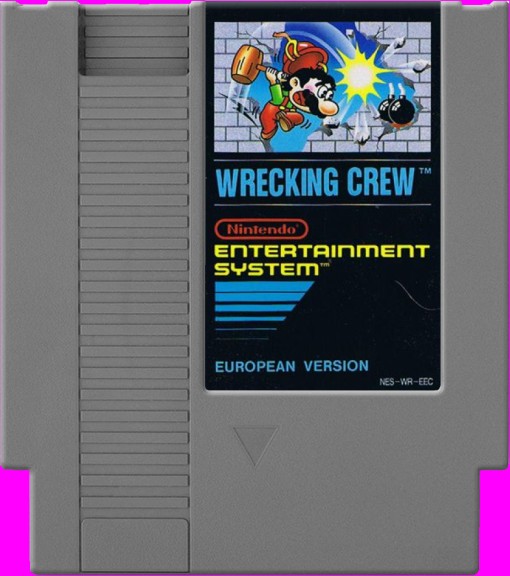 WRECKING CREW™
Nintendo®
ENTERTAINMENT
SYSTEM™
EUROPEAN VERSION
NES-WR-EEC